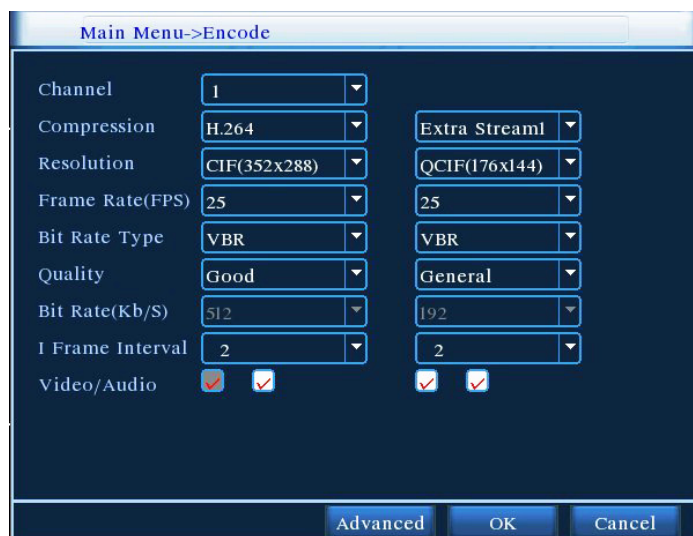 Main Menu->Encode
Channel 1
Compression H.264 Extra Stream1
Resolution CIF(352x288) QCIF(176x144)
Frame Rate(FPS) 25 25
Bit Rate Type VBR VBR
Quality Good General
Bit Rate(Kb/S) 512 192
I Frame Interval 2 2
Video/Audio
Advanced OK Cancel